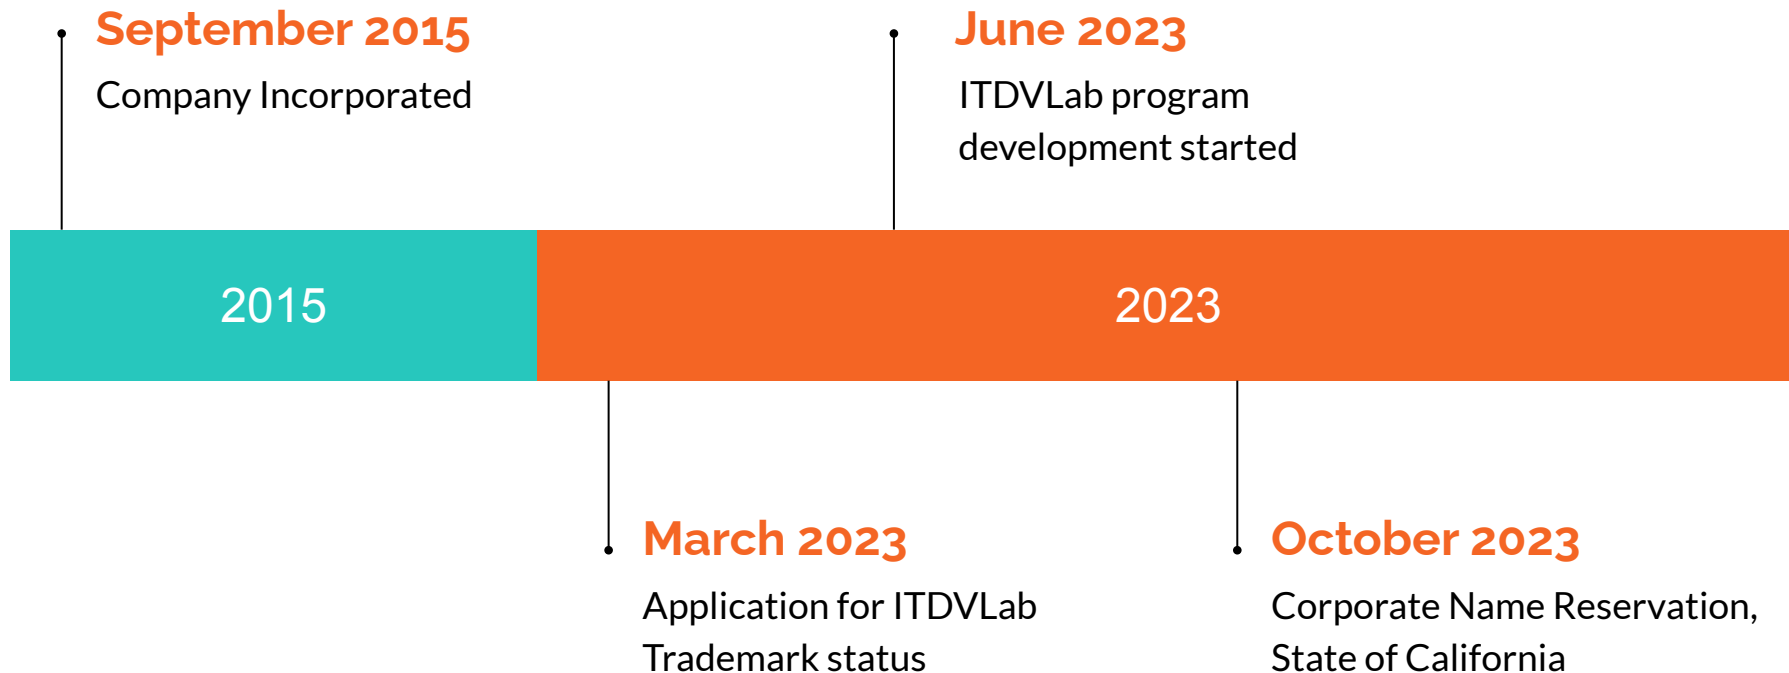 September 2015
Company Incorporated
June 2023
ITDVLab program
development started
2015
2023
March 2023
Application for ITDVLab
Trademark status
October 2023
Corporate Name Reservation,
State of California